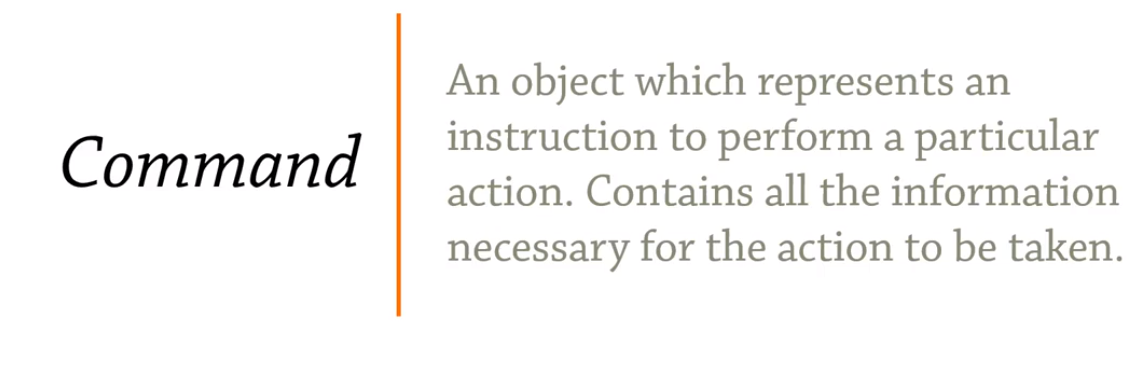 Command
An object which represents an
instruction to perform a particular
action. Contains all the information
necessary for the action to be taken.